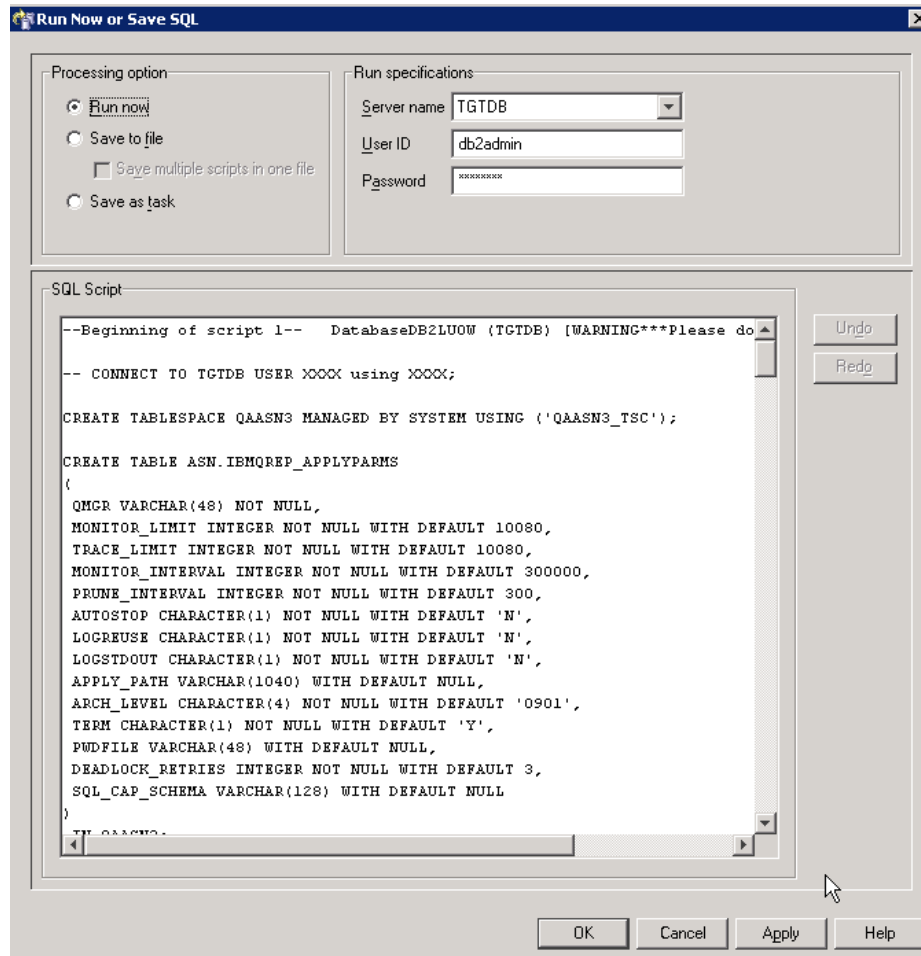 Run Now or Save SQL
Processing option
Run now
Save to file
Save multiple scripts in one file
Save as task
Run specifications
Server name TGTDB
User ID db2admin
Password xxxxxxxx
SQL Script
--Beginning of script 1-- DatabaseDB2LUOW (TGTDB) [WARNING***Please do
-- CONNECT TO TGTDB USER XXXX using XXXX;
CREATE TABLESPACE QAASN3 MANAGED BY SYSTEM USING ('QAASN3_TSC');
CREATE TABLE ASN.IBMQREP_APPLYPARMS
(
QMGR VARCHAR(48) NOT NULL,
MONITOR_LIMIT INTEGER NOT NULL WITH DEFAULT 10080,
TRACE_LIMIT INTEGER NOT NULL WITH DEFAULT 10080,
MONITOR_INTERVAL INTEGER NOT NULL WITH DEFAULT 300000,
PRUNE_INTERVAL INTEGER NOT NULL WITH DEFAULT 300,
AUTOSTOP CHARACTER(1) NOT NULL WITH DEFAULT 'N',
LOGREUSE CHARACTER(1) NOT NULL WITH DEFAULT 'N',
LOGSTDOUT CHARACTER(1) NOT NULL WITH DEFAULT 'N',
APPLY_PATH VARCHAR(1040) WITH DEFAULT NULL,
ARCH_LEVEL CHARACTER(4) NOT NULL WITH DEFAULT '0901',
TERM CHARACTER(1) NOT NULL WITH DEFAULT 'Y',
PWDFILE VARCHAR(48) WITH DEFAULT NULL,
DEADLOCK_RETRIES INTEGER NOT NULL WITH DEFAULT 3,
SQL_CAP_SCHEMA VARCHAR(128) WITH DEFAULT NULL
)
IN QAASN3;
Undo
Redo
OK
Cancel
Apply
Help